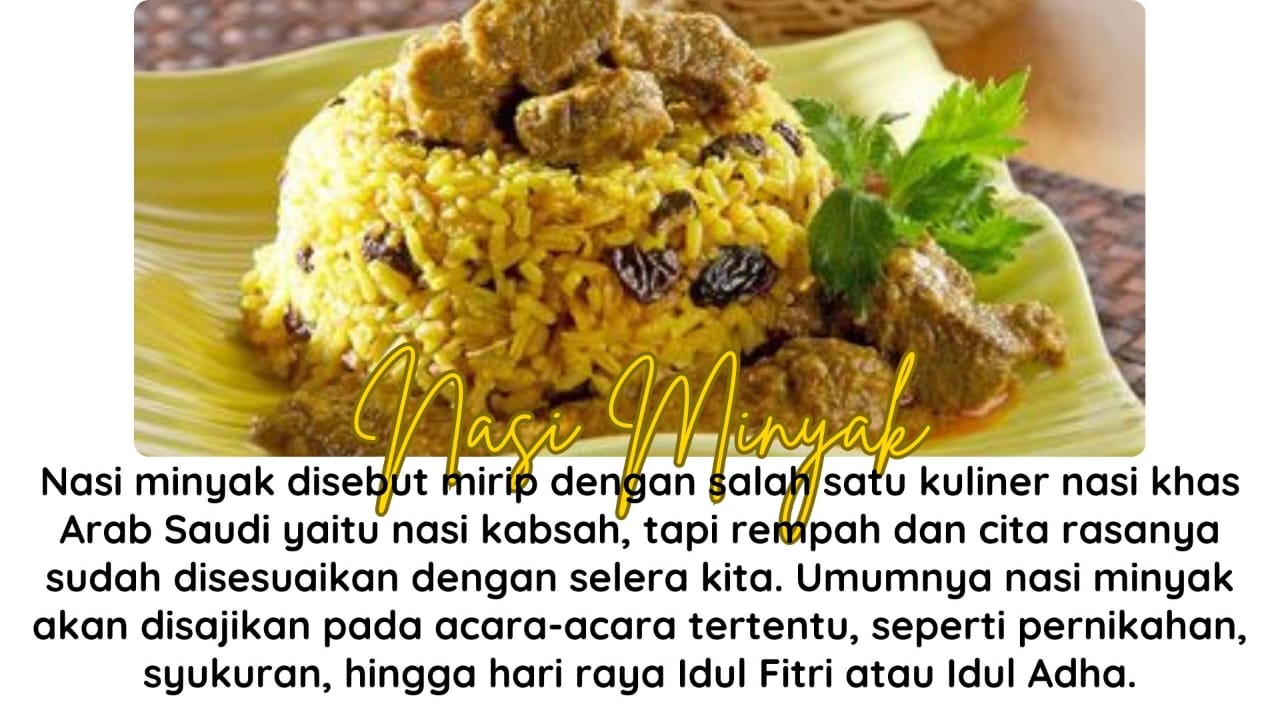 Nasi Minyak
Nasi minyak disebut mirip dengan salah satu kuliner nasi khas
Arab Saudi yaitu nasi kabsah, tapi rempah dan cita rasanya
sudah disesuaikan dengan selera kita. Umumnya nasi minyak
akan disajikan pada acara-acara tertentu, seperti pernikahan,
syukuran, hingga hari raya Idul Fitri atau Idul Adha.